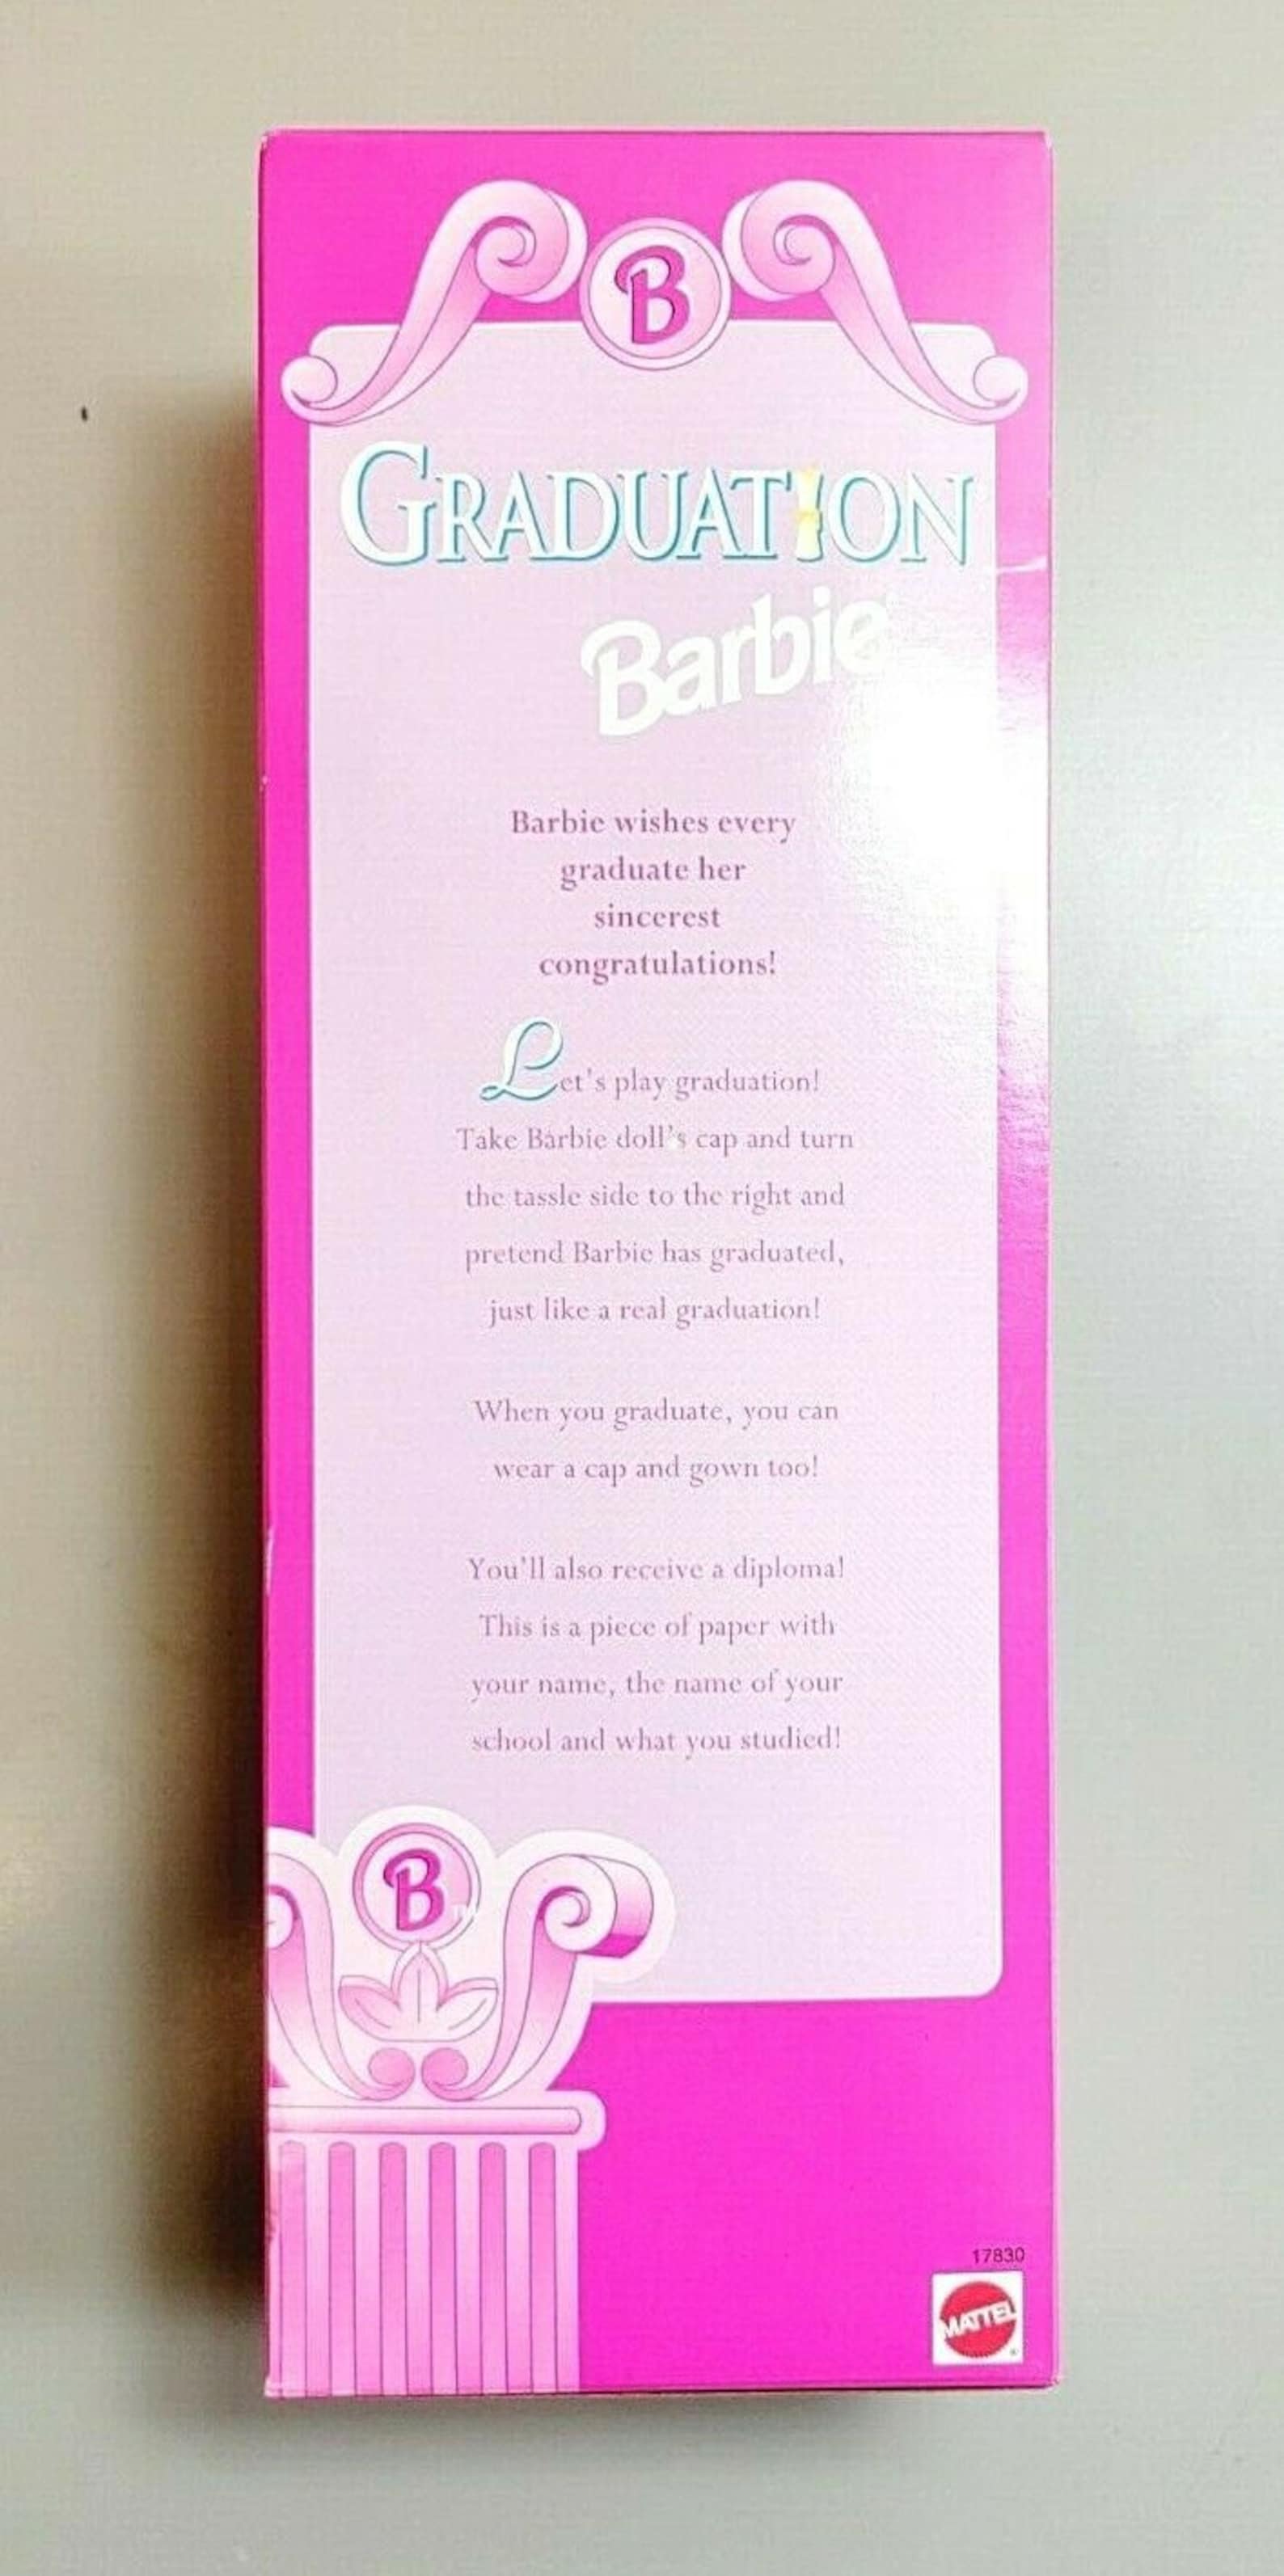 B
GRADUATION
Barbie
Barbie wishes every
graduate her
sincerest
congratulations!
Let's play graduation!
Take Barbie doll's cap and turn
the tassle side to the right and
pretend Barbie has graduated,
just like a real graduation!
When you graduate, you can
wear a cap and gown too!
You'll also receive a diploma!
This is a piece of paper with
your name, the name of your
school and what you studied!
B TM
17830
MATTEL
®